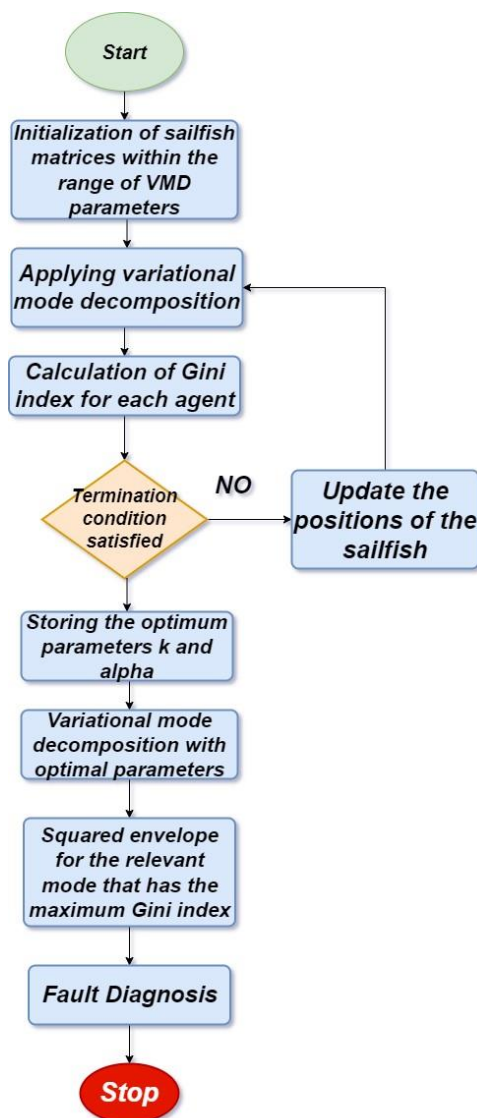 Start
Initialization of sailfish
matrices within the
range of VMD
parameters
Applying variational
mode decomposition
Calculation of Gini
index for each agent
Termination
condition
satisfied
NO
Update the
positions of the
sailfish
Storing the optimum
parameters k and
alpha
Variational mode
decomposition with
optimal parameters
Squared envelope
for the relevant
mode that has the
maximum Gini index
Fault Diagnosis
Stop